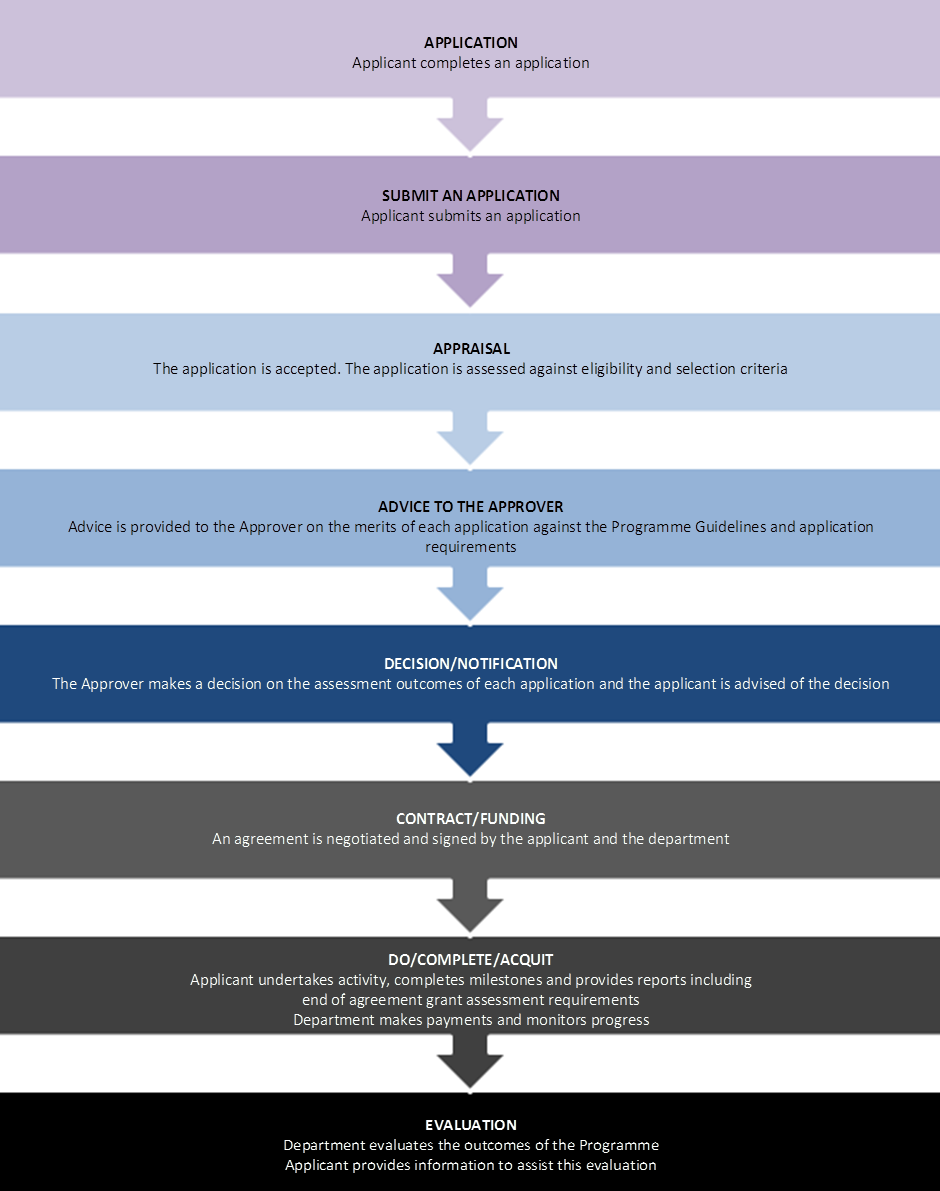 APPLICATION
Applicant completes an application
SUBMIT AN APPLICATION
Applicant submits an application
APPRAISAL
The application is accepted. The application is assessed against eligibility and selection criteria
ADVICE TO THE APPROVER
Advice is provided to the Approver on the merits of each application against the Programme Guidelines and application
requirements
DECISION/NOTIFICATION
The Approver makes a decision on the assessment outcomes of each application and the applicant is advised of the decision
CONTRACT/FUNDING
An agreement is negotiated and signed by the applicant and the department
DO/COMPLETE/ACQUIT
Applicant undertakes activity, completes milestones and provides reports including
end of agreement grant assessment requirements
Department makes payments and monitors progress
EVALUATION
Department evaluates the outcomes of the Programme
Applicant provides information to assist this evaluation